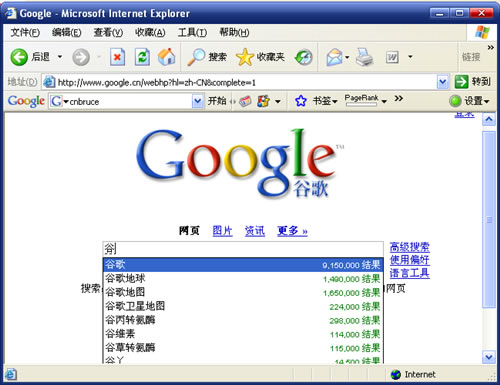 Google - Microsoft Internet Explorer
文件(F) 编辑(E) 查看(V) 收藏(A) 工具(T) 帮助(H)
后退 搜索 收藏夹 链接 »
地址(D) http://www.google.cn/webhp?hl=zh-CN&complete=1 转到
Google G cnbruce 开始 书签 PageRank » 设置
登录
Google™
谷歌
网页 图片 资讯 更多 »
谷 高级搜索
谷歌 9,150,000 结果 使用偏好
谷歌地球 1,490,000 结果 语言工具
搜索 谷歌地图 1,650,000 结果 网页
谷歌卫星地图 224,000 结果
谷丙转氨酶 298,000 结果
谷维素 114,000 结果
谷草转氨酶 115,000 结果
谷丫 14,500 结果
Internet